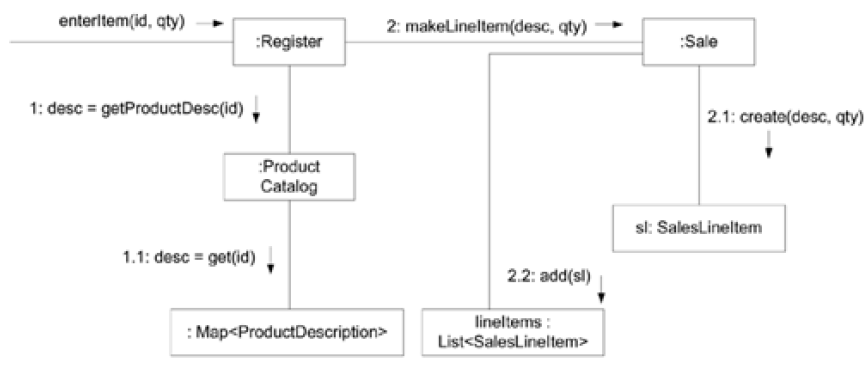 enterItem(id, qty)
:Register
2: makeLineItem(desc, qty)
:Sale
1: desc = getProductDesc(id)
2.1: create(desc, qty)
:Product
Catalog
sl: SalesLineItem
1.1: desc = get(id)
2.2: add(sl)
: Map<ProductDescription>
lineItems :
List<SalesLineItem>